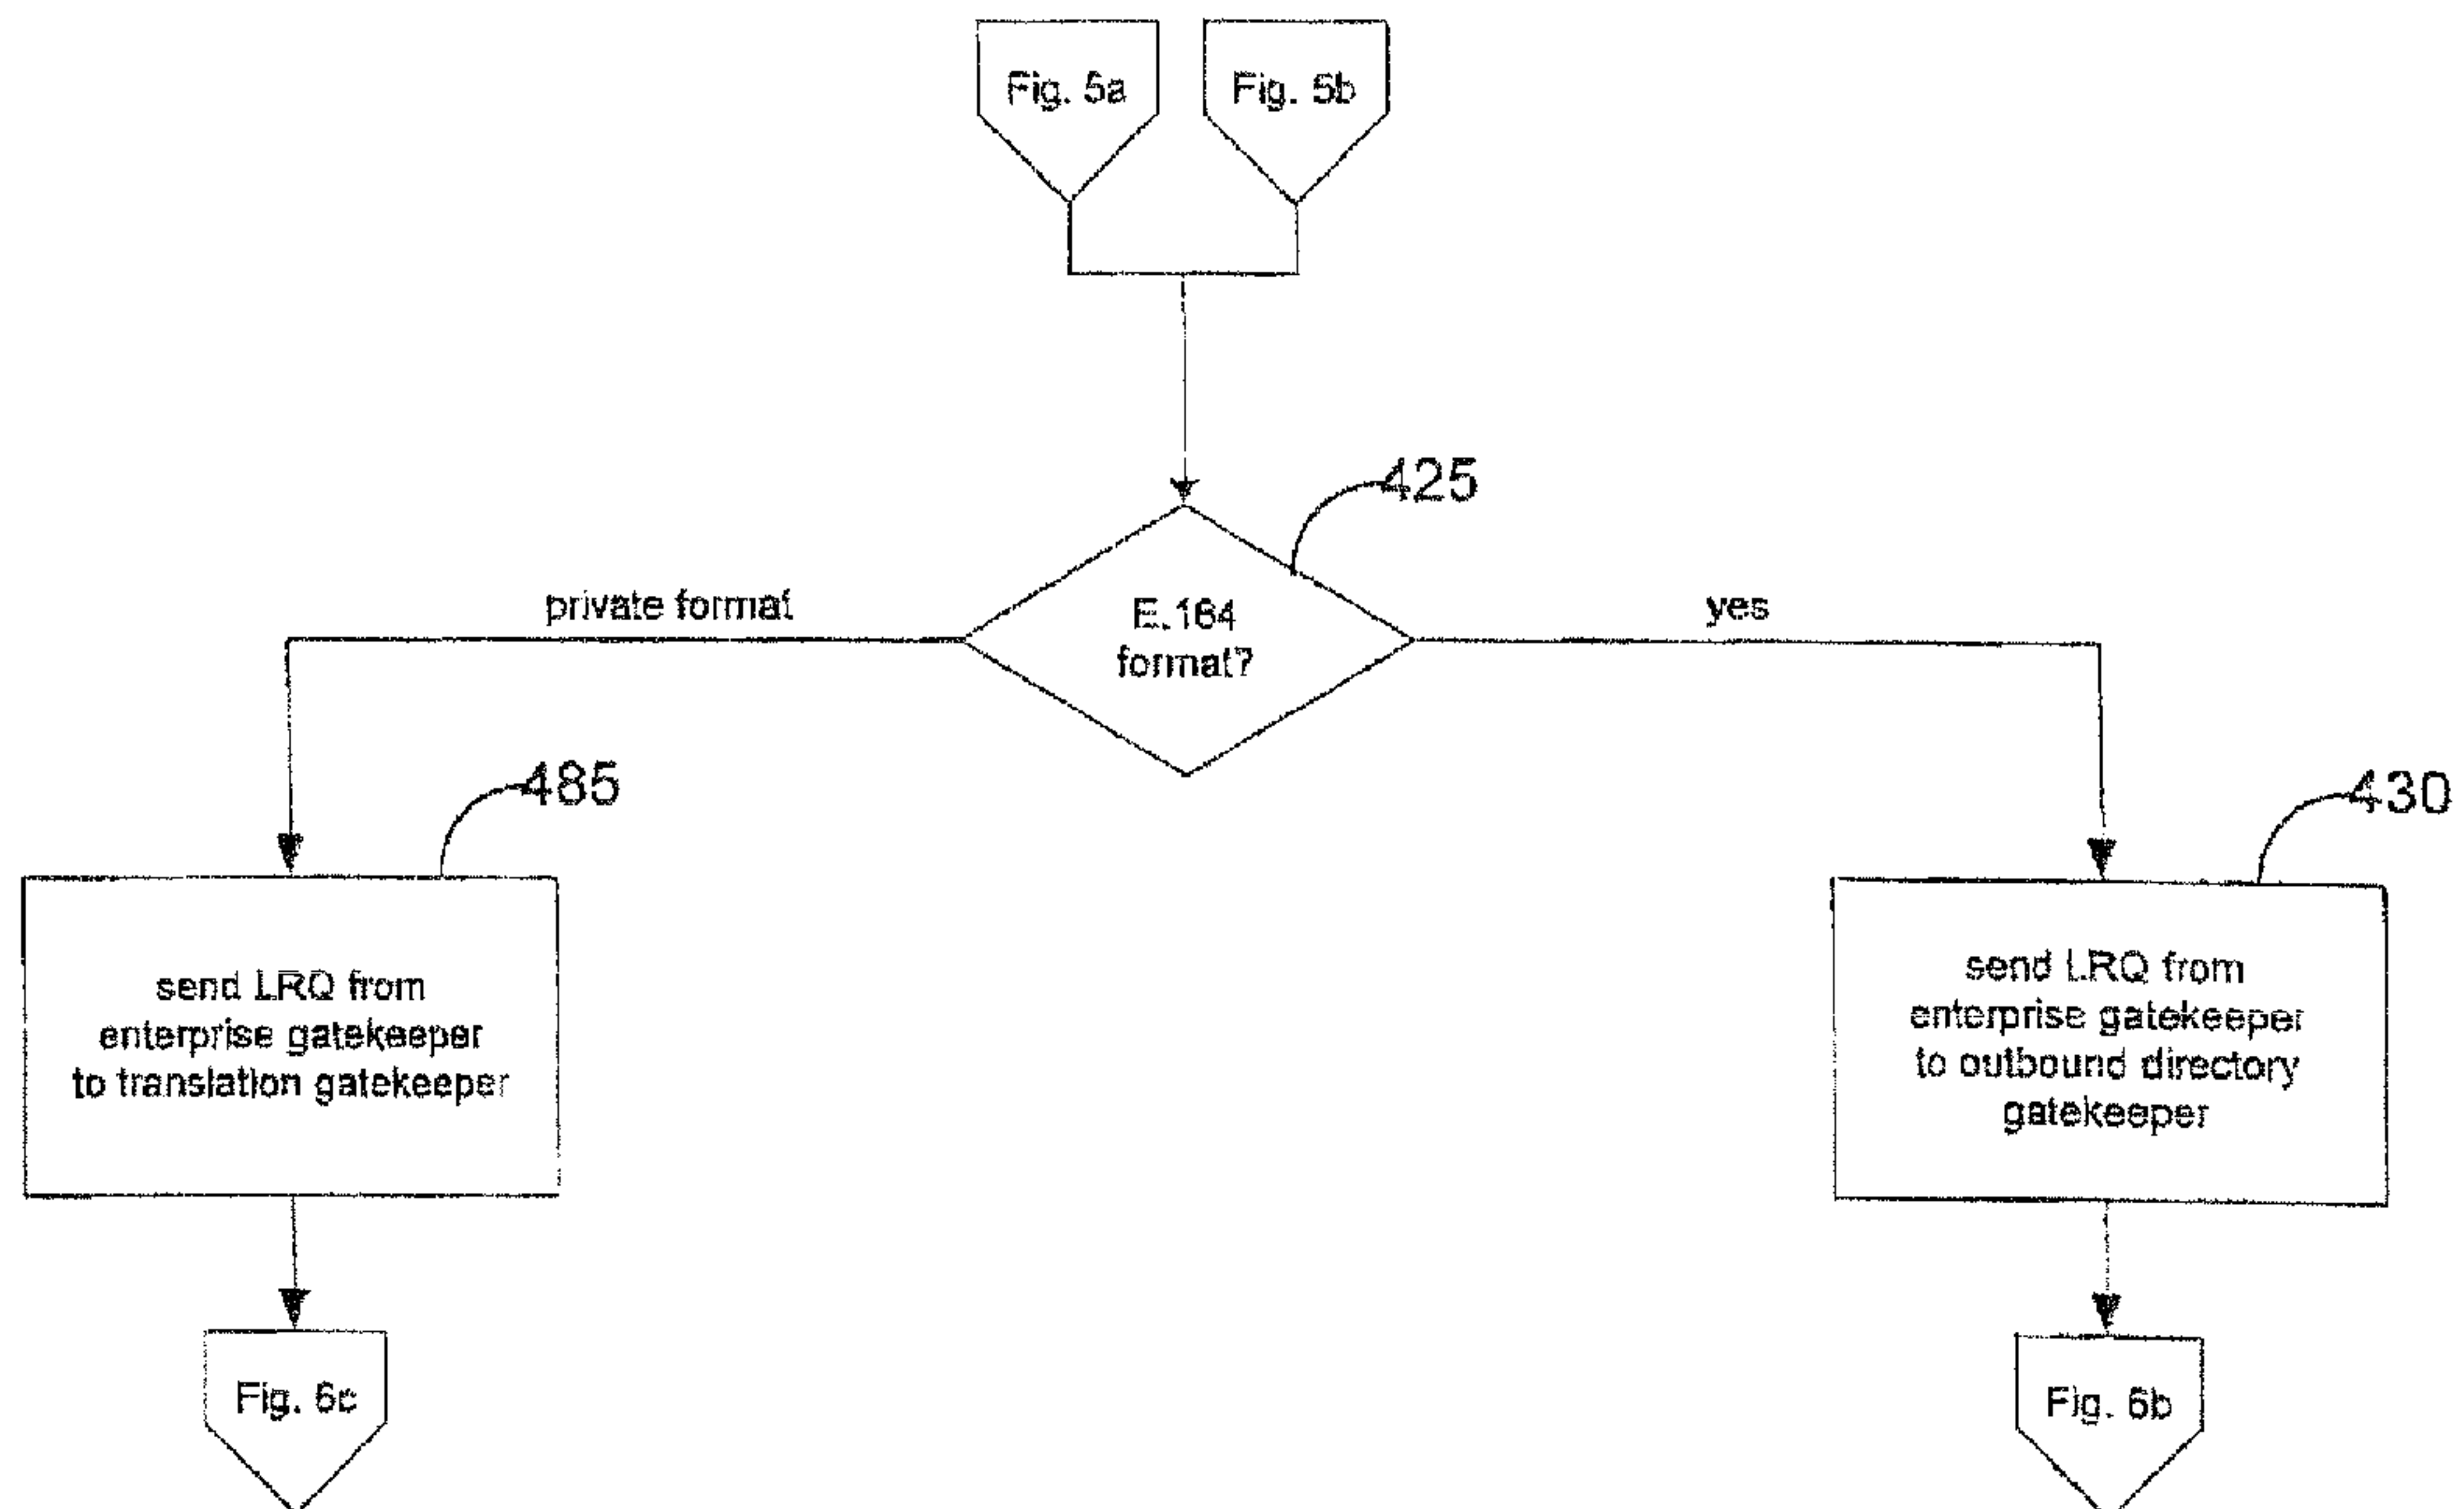 Fig. 5a
Fig. 5b
425
private format
E.164
format?
yes
485
430
send LRQ from
enterprise gatekeeper
to translation gatekeeper
send LRQ from
enterprise gatekeeper
to outbound directory
gatekeeper
Fig. 6c
Fig. 6b